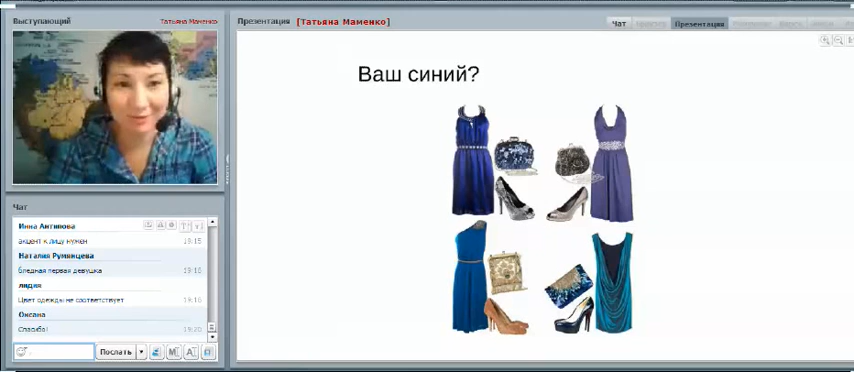 Выступающий
Татьяна Маменко
Презентация [Татьяна Маменко]
Чат
Презентация
Ваш синий?
Чат
Инна Антипова
акцент к лицу нужен 19:15
Наталия Румянцева
бледная первая девушка 19:16
лидия
Цвет одежды не соответствует 19:16
Оксана
Спасибо! 19:20
Послать